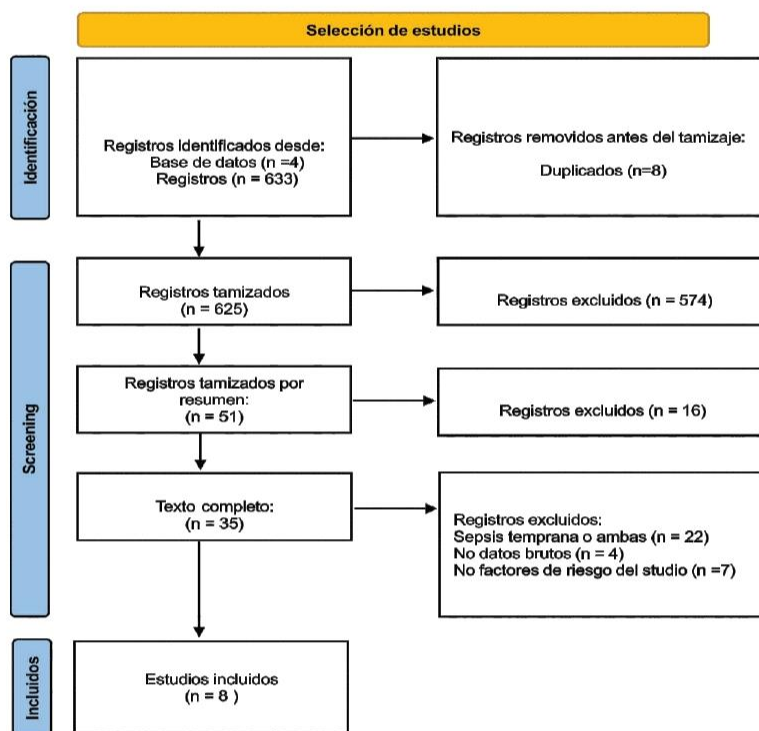 Selección de estudios
Identificación
Registros identificados desde:
Base de datos (n =4)
Registros (n = 633)
Registros removidos antes del tamizaje:
Duplicados (n=8)
Screening
Registros tamizados
(n = 625)
Registros excluidos (n = 574)
Registros tamizados por
resumen:
(n = 51)
Registros excluidos (n = 16)
Texto completo:
(n = 35)
Registros excluidos:
Sepsis temprana o ambas (n = 22)
No datos brutos (n = 4)
No factores de riesgo del studio (n =7)
Incluidos
Estudios incluidos
(n = 8 )